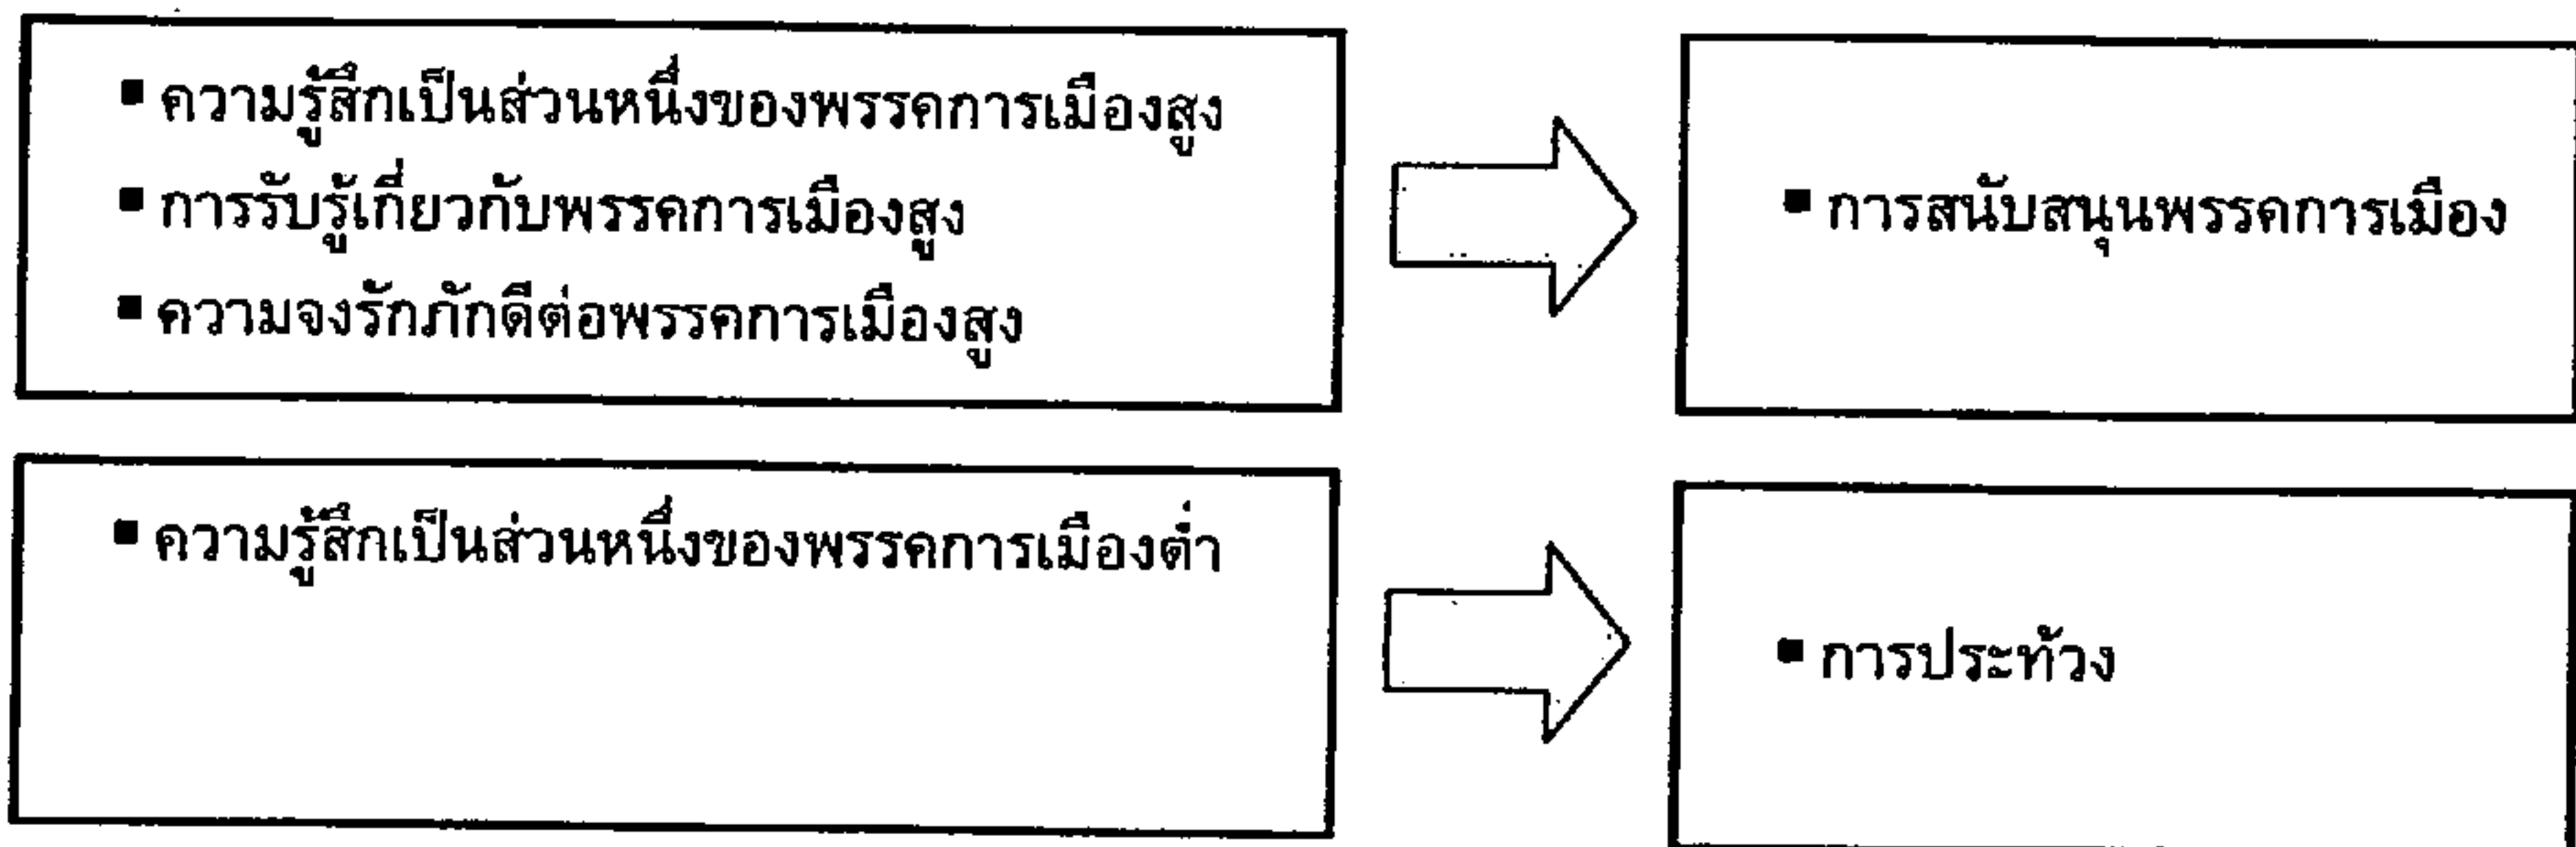 ▪ ความรู้สึกเป็นส่วนหนึ่งของพรรคการเมืองสูง
▪ การรับรู้เกี่ยวกับพรรคการเมืองสูง
▪ ความจงรักภักดีต่อพรรคการเมืองสูง
▪ การสนับสนุนพรรคการเมือง
▪ ความรู้สึกเป็นส่วนหนึ่งของพรรคการเมืองต่ำ
▪ การประท้วง